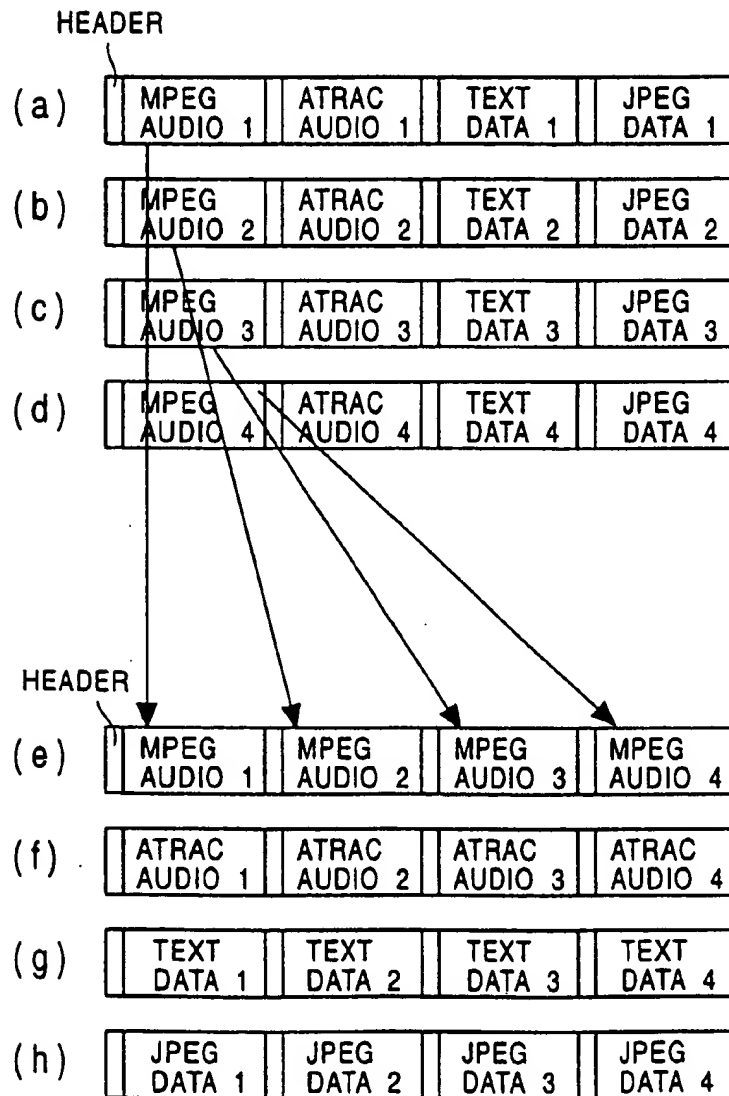 HEADER
(a) MPEG ATRAC TEXT JPEG
AUDIO 1 AUDIO 1 DATA 1 DATA 1
(b) MPEG ATRAC TEXT JPEG
AUDIO 2 AUDIO 2 DATA 2 DATA 2
(c) MPEG ATRAC TEXT JPEG
AUDIO 3 AUDIO 3 DATA 3 DATA 3
(d) MPEG ATRAC TEXT JPEG
AUDIO 4 AUDIO 4 DATA 4 DATA 4
HEADER
(e) MPEG MPEG MPEG MPEG
AUDIO 1 AUDIO 2 AUDIO 3 AUDIO 4
(f) ATRAC ATRAC ATRAC ATRAC
AUDIO 1 AUDIO 2 AUDIO 3 AUDIO 4
(g) TEXT TEXT TEXT TEXT
DATA 1 DATA 2 DATA 3 DATA 4
(h) JPEG JPEG JPEG JPEG
DATA 1 DATA 2 DATA 3 DATA 4